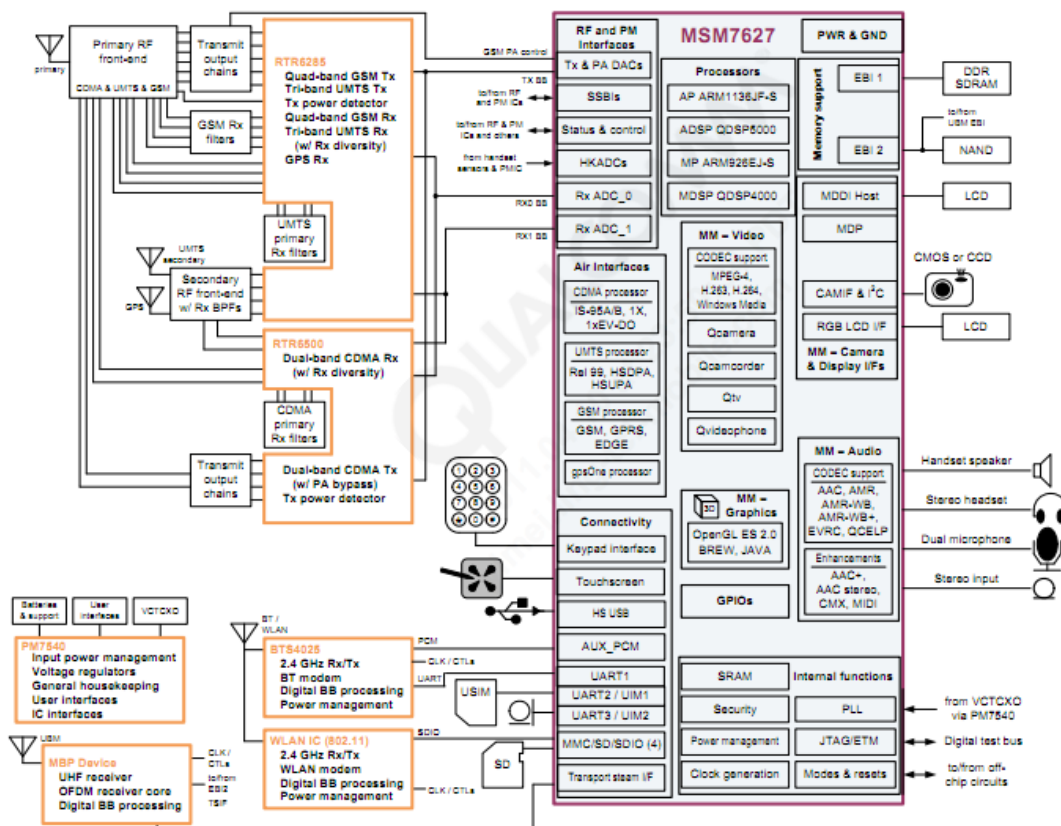 primary
Primary RF
front-end
CDMA & UMTS & GSM
Transmit
output
chains
GSM Rx
filters
RTR6285
Quad-band GSM Tx
Tri-band UMTS Tx
Tx power detector
Quad-band GSM Rx
Tri-band UMTS Rx
(w/ Rx diversity)
GPS Rx
UMTS
primary
Rx filters
UMTS
secondary
GPS
Secondary
RF front-end
w/ Rx BPFs
RTR6500
Dual-band CDMA Rx
(w/ Rx diversity)
CDMA
primary
Rx filters
Transmit
output
chains
Dual-band CDMA Tx
(w/ PA bypass)
Tx power detector
GSM PA control
TX BB
to/from RF
and PM ICs
to/from RF & PM
ICs and others
from handset
sensors & PMIC
RX0 BB
RX1 BB
MSM7627
RF and PM
Interfaces
Tx & PA DACs
SSBIs
Status & control
HKADCs
Rx ADC_0
Rx ADC_1
Air Interfaces
CDMA processor
IS-95A/B, 1X,
1xEV-DO
UMTS processor
Rel 99, HSDPA,
HSUPA
GSM processor
GSM, GPRS,
EDGE
gpsOne processor
Connectivity
Keypad interface
Touchscreen
HS USB
AUX_PCM
UART1
UART2 / UIM1
UART3 / UIM2
MMC/SD/SDIO (4)
Transport steam I/F
Processors
AP ARM1136JF-S
ADSP QDSP5000
MP ARM926EJ-S
MDSP QDSP4000
MM – Video
CODEC support
MPEG-4,
H.263, H.264,
Windows Media
Qcamera
Qcamcorder
Qtv
Qvideophone
3D
MM –
Graphics
OpenGL ES 2.0
BREW, JAVA
GPIOs
PWR & GND
Memory support
EBI 1
EBI 2
MDDI Host
MDP
CAMIF & I²C
RGB LCD I/F
MM – Camera
& Display I/Fs
MM – Audio
CODEC support
AAC, AMR,
AMR-WB,
AMR-WB+,
EVRC, QCELP
Enhancements
AAC+,
AAC stereo,
CMX, MIDI
SRAM
Internal functions
Security
PLL
Power management
JTAG/ETM
Clock generation
Modes & resets
DDR
SDRAM
to/from
UBM EBI
NAND
LCD
CMOS or CCD
LCD
Handset speaker
Stereo headset
Dual microphone
Stereo input
from VCTCXO
via PM7540
Digital test bus
to/from off-
chip circuits
1 2 3
4 5 6
7 8 9
0
Batteries
& support
User
interfaces
VCTCXO
PM7540
Input power management
Voltage regulators
General housekeeping
User interfaces
IC interfaces
UBM
MBP Device
UHF receiver
OFDM receiver core
Digital BB processing
CLK /
CTLs
to/from
EBI2
TSIF
BT /
WLAN
BTS4025
2.4 GHz Rx/Tx
BT modem
Digital BB processing
Power management
PCM
CLK / CTLs
UART
WLAN IC (802.11)
2.4 GHz Rx/Tx
WLAN modem
Digital BB processing
Power management
SDIO
CLK / CTLs
USIM
SD